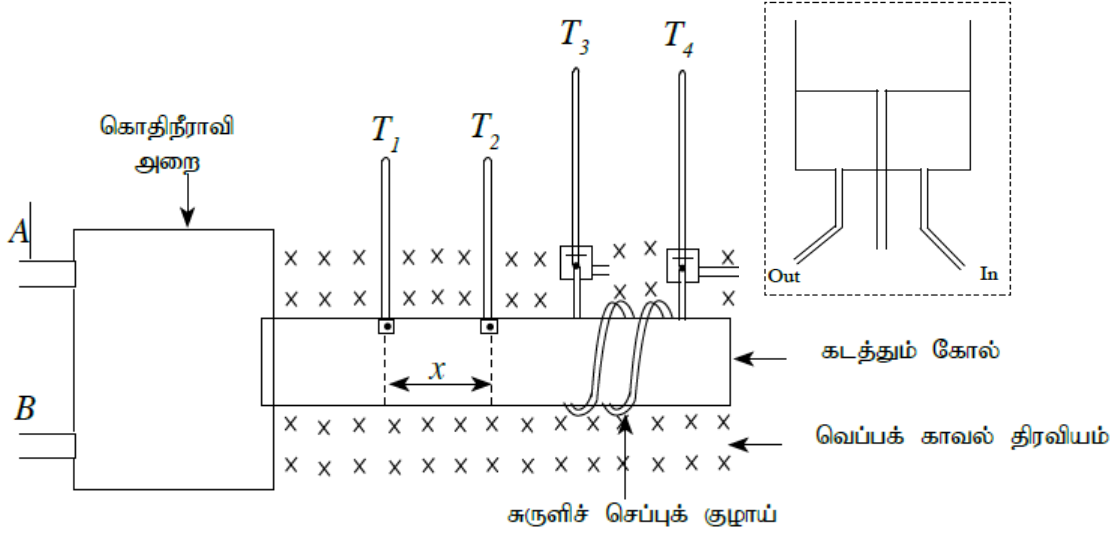 T₃
T₄
கொதிநீராவி
அறை
T₁
T₂
A
Out
In
x
கடத்தும் கோல்
B
வெப்பக் காவல் திரவியம்
சுருளிச் செப்புக் குழாய்